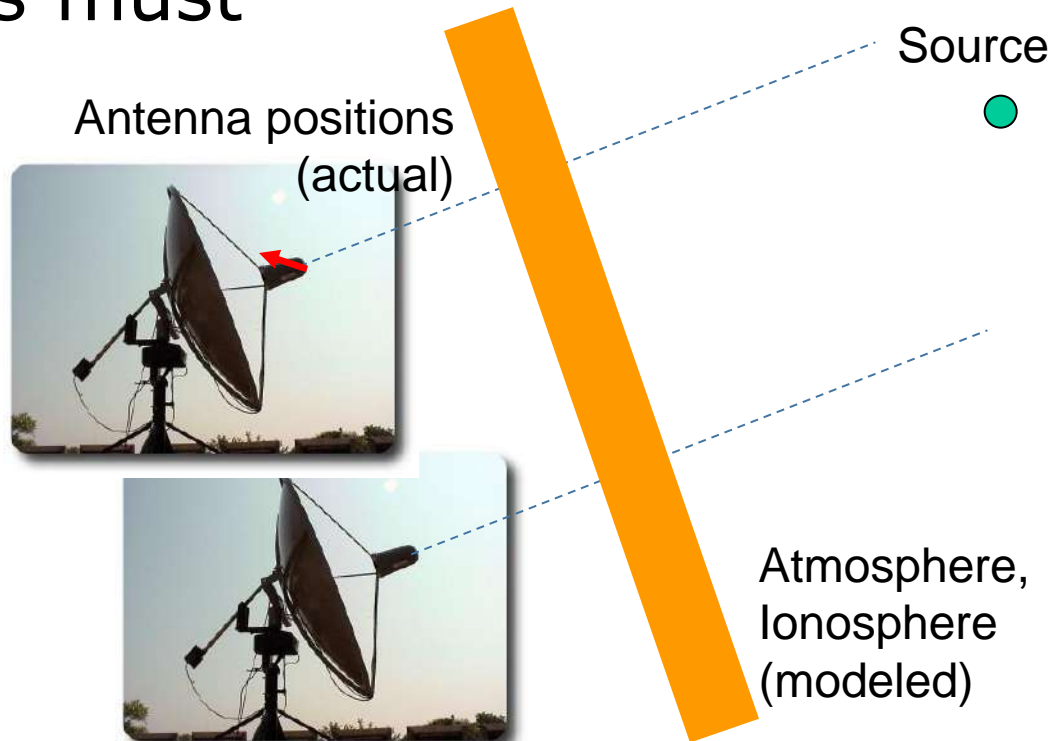 s must
Source
Antenna positions
(actual)
Atmosphere,
Ionosphere
(modeled)